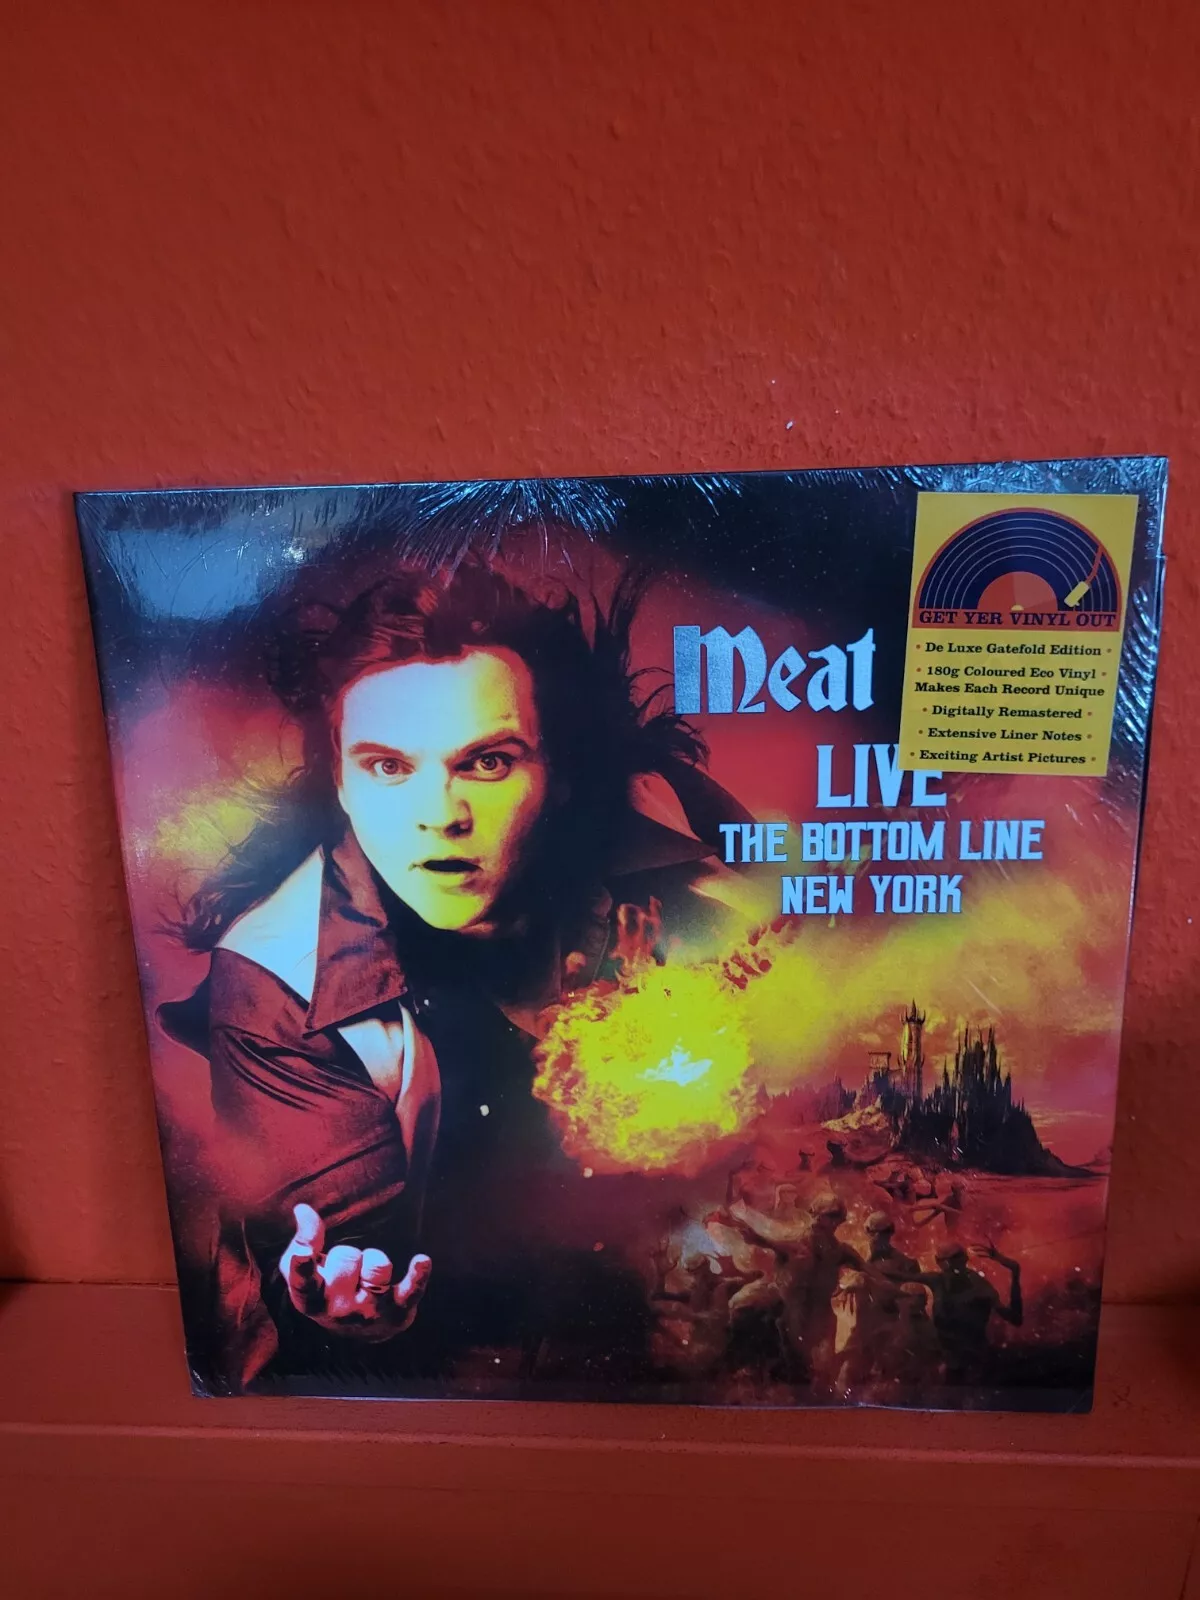 Meat
LIVE
THE BOTTOM LINE
NEW YORK
GET YER VINYL OUT
• De Luxe Gatefold Edition •
• 180g Coloured Eco Vinyl •
Makes Each Record Unique
• Digitally Remastered •
• Extensive Liner Notes •
• Exciting Artist Pictures •